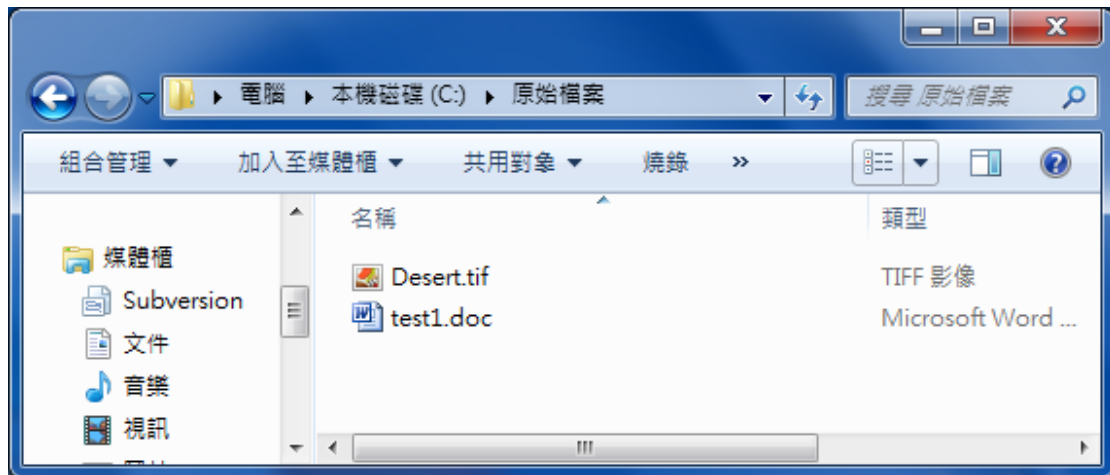 電腦 ▸ 本機磁碟 (C:) ▸ 原始檔案
搜尋 原始檔案
組合管理 加入至媒體櫃 共用對象 燒錄 »
名稱 類型
媒體櫃
Subversion
文件
音樂
視訊
Desert.tif TIFF 影像
test1.doc Microsoft Word ...